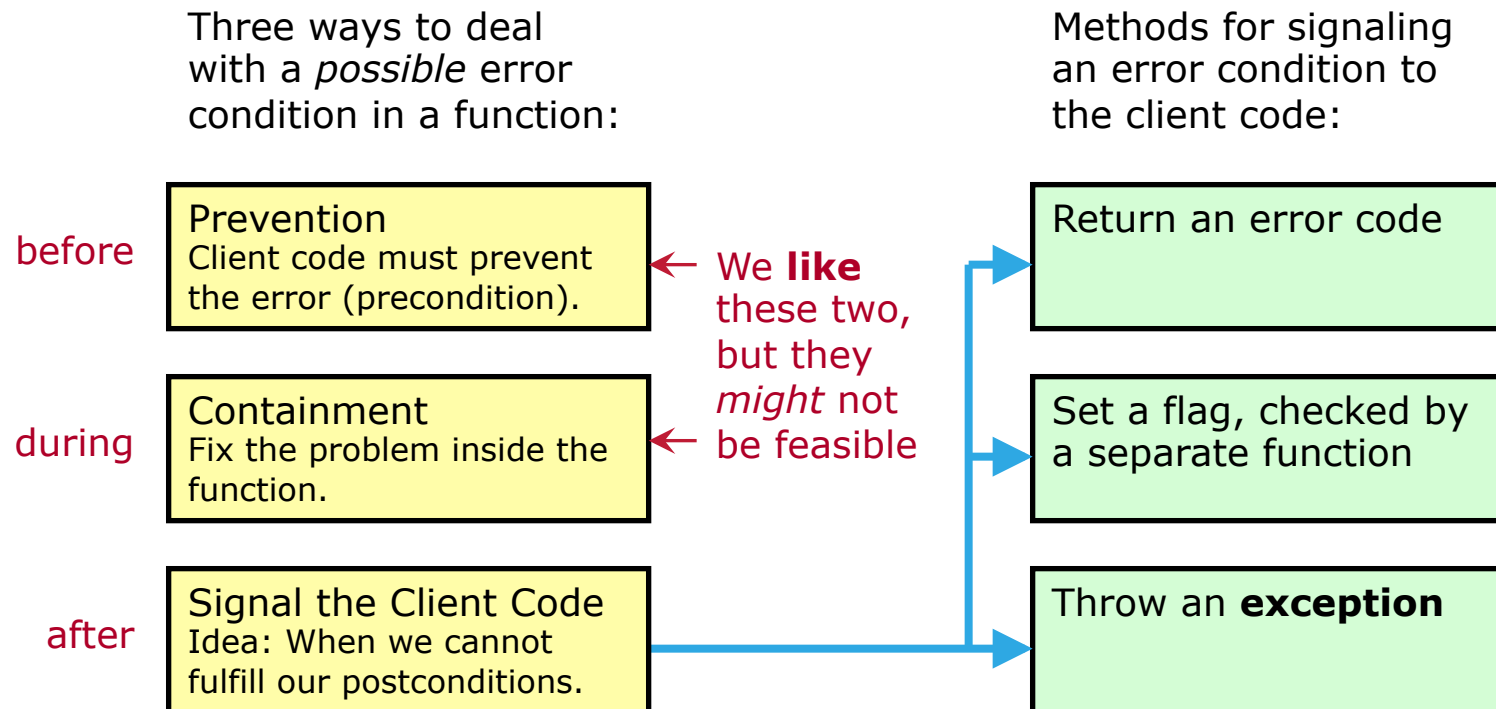 Three ways to deal
with a possible error
condition in a function:
Methods for signaling
an error condition to
the client code:
before
Prevention
Client code must prevent
the error (precondition).
We like
these two,
but they
might not
be feasible
Return an error code
during
Containment
Fix the problem inside the
function.
Set a flag, checked by
a separate function
after
Signal the Client Code
Idea: When we cannot
fulfill our postconditions.
Throw an exception